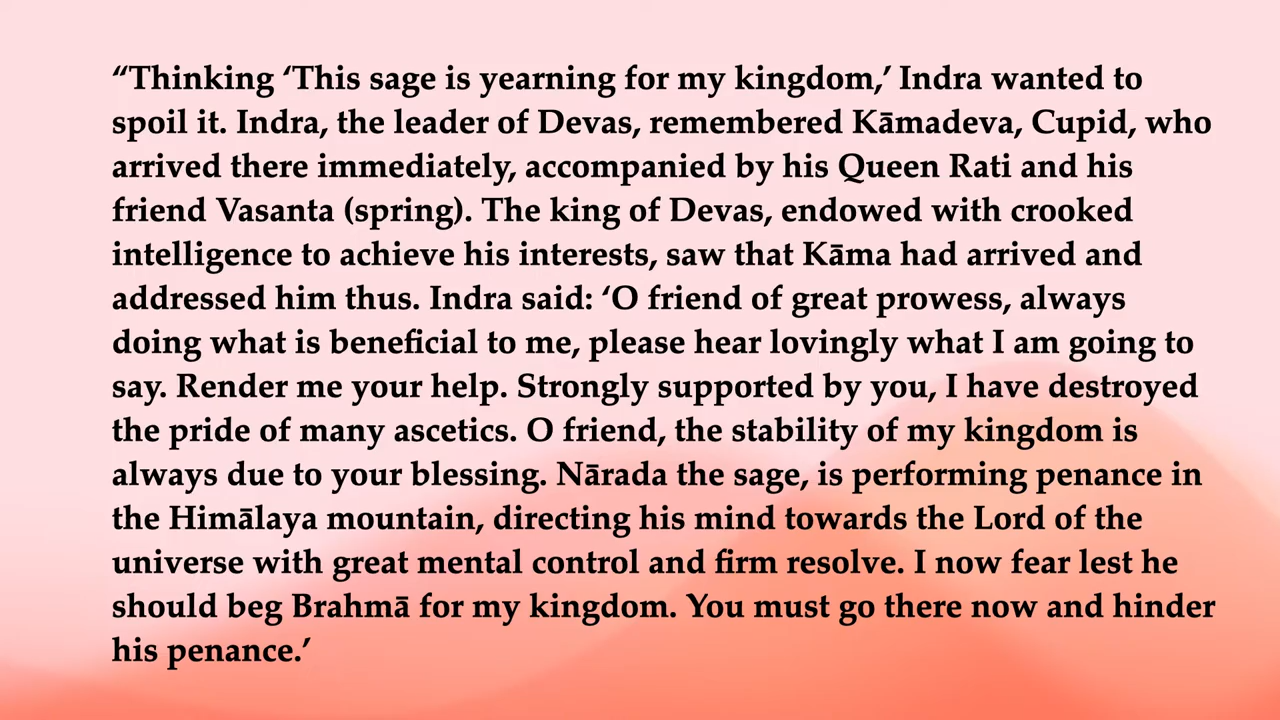 “Thinking ‘This sage is yearning for my kingdom,’ Indra wanted to
spoil it. Indra, the leader of Devas, remembered Kāmadeva, Cupid, who
arrived there immediately, accompanied by his Queen Rati and his
friend Vasanta (spring). The king of Devas, endowed with crooked
intelligence to achieve his interests, saw that Kāma had arrived and
addressed him thus. Indra said: ‘O friend of great prowess, always
doing what is beneficial to me, please hear lovingly what I am going to
say. Render me your help. Strongly supported by you, I have destroyed
the pride of many ascetics. O friend, the stability of my kingdom is
always due to your blessing. Nārada the sage, is performing penance in
the Himālaya mountain, directing his mind towards the Lord of the
universe with great mental control and firm resolve. I now fear lest he
should beg Brahmā for my kingdom. You must go there now and hinder
his penance.’